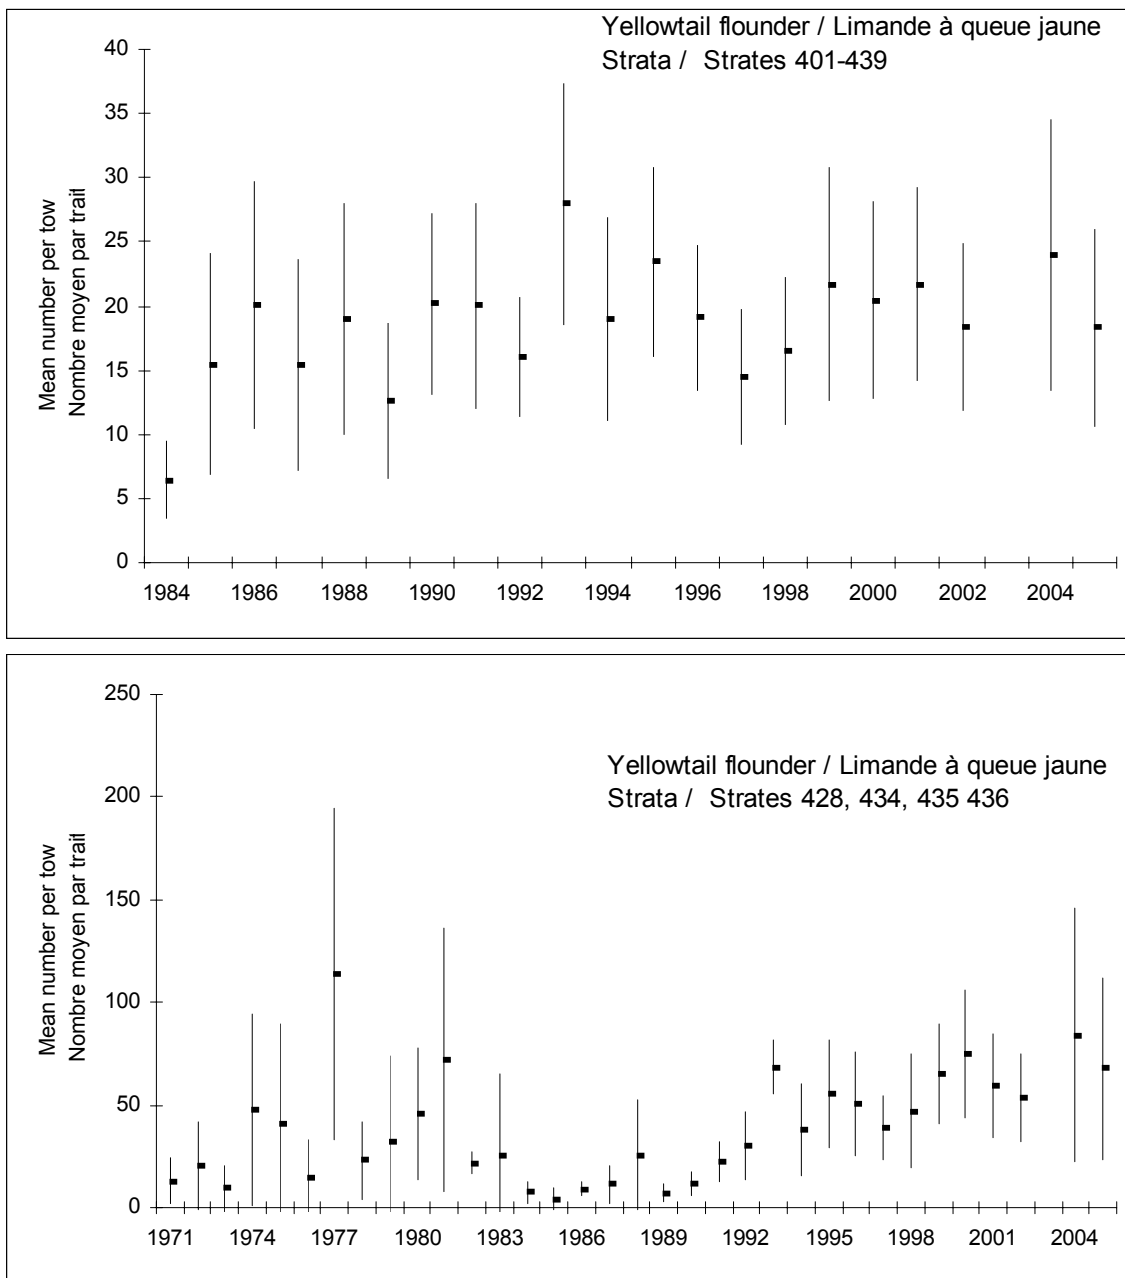 Yellowtail flounder / Limande à queue jaune
Strata / Strates 401-439
Mean number per tow
Nombre moyen par trait
40
35
30
25
20
15
10
5
0
1984 1986 1988 1990 1992 1994 1996 1998 2000 2002 2004
Yellowtail flounder / Limande à queue jaune
Strata / Strates 428, 434, 435 436
Mean number per tow
Nombre moyen par trait
250
200
150
100
50
0
1971 1974 1977 1980 1983 1986 1989 1992 1995 1998 2001 2004